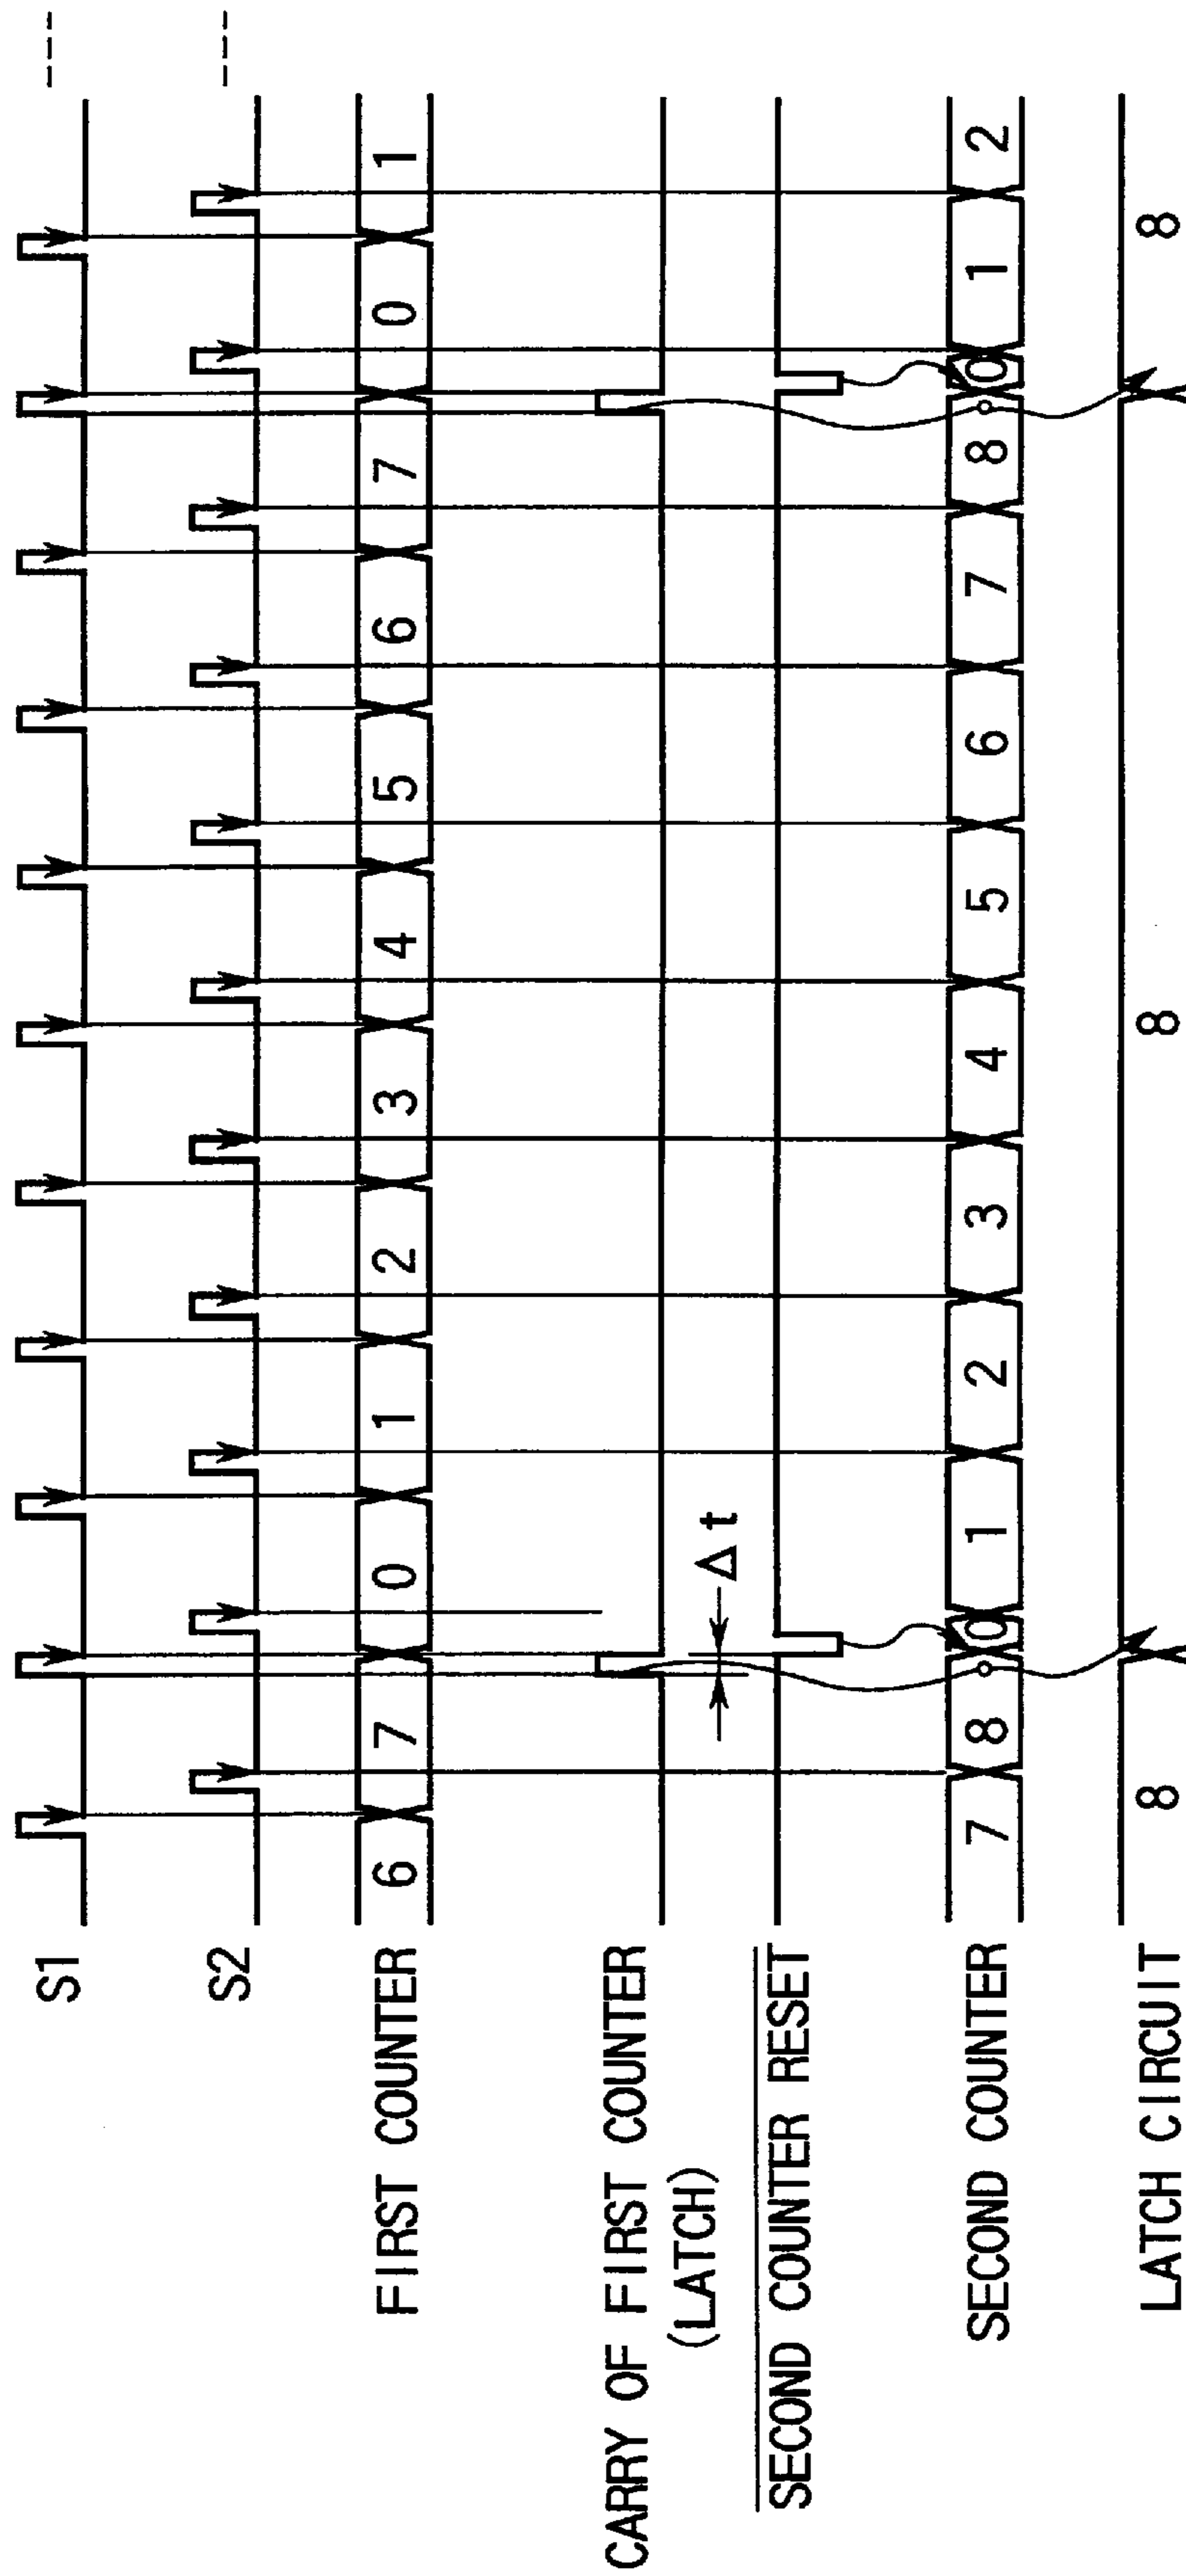 S1
S2
FIRST COUNTER 6 7 0 1 2 3 4 5 6 7 0 1
CARRY OF FIRST COUNTER
(LATCH)
Δt
SECOND COUNTER RESET
SECOND COUNTER 7 8 0 1 2 3 4 5 6 7 8 0 1 2
LATCH CIRCUIT 8 8 8